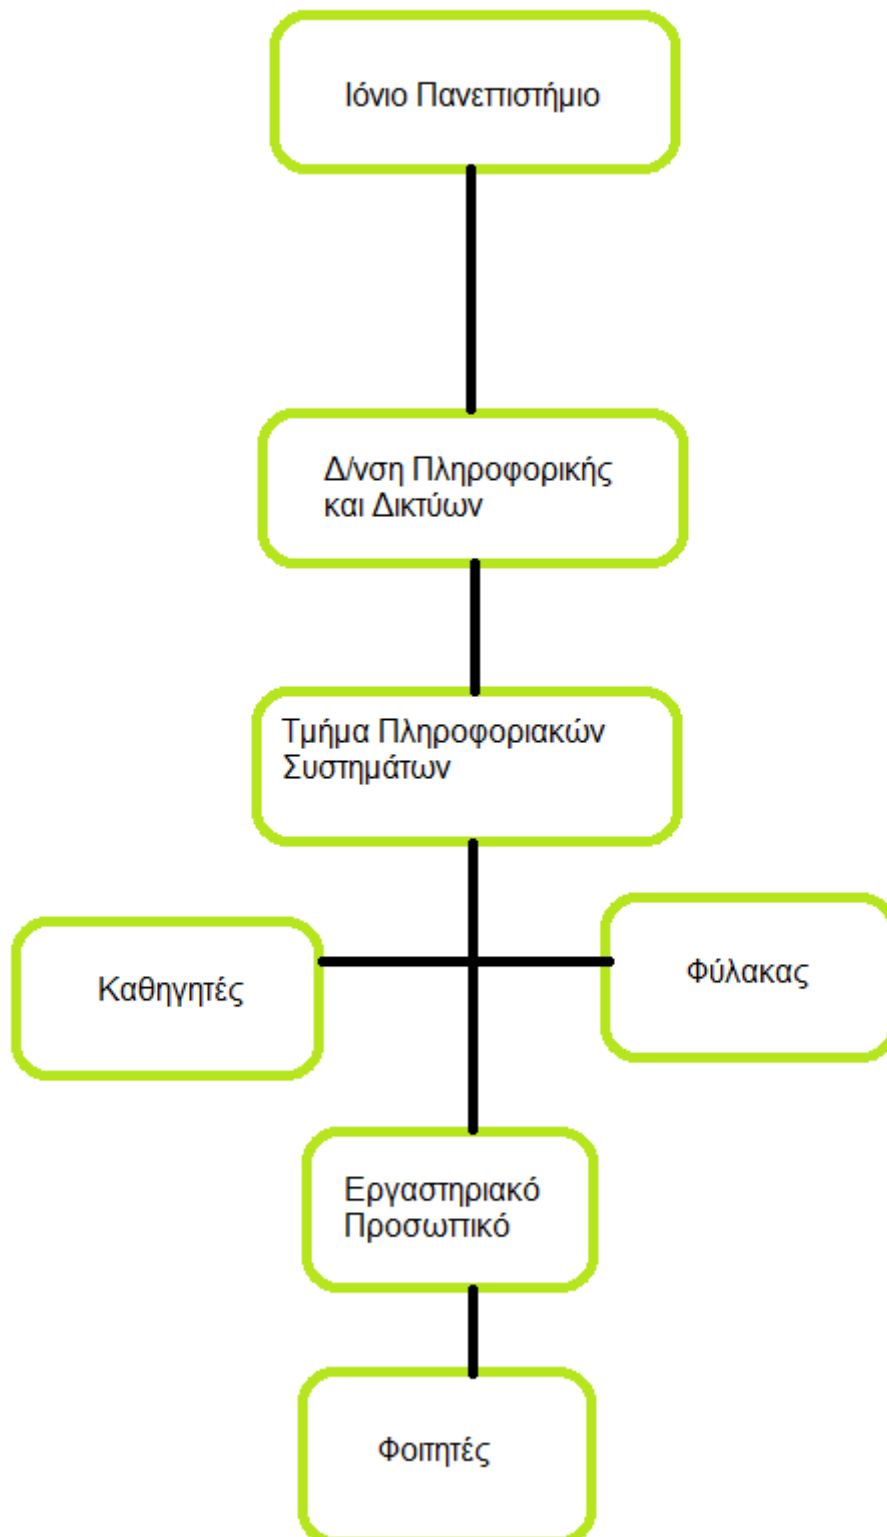 Ιόνιο Πανεπιστήμιο
Δ/νση Πληροφορικής
και Δικτύων
Τμήμα Πληροφοριακών
Συστημάτων
Καθηγητές
Φύλακας
Εργαστηριακό
Προσωπικό
Φοιτητές